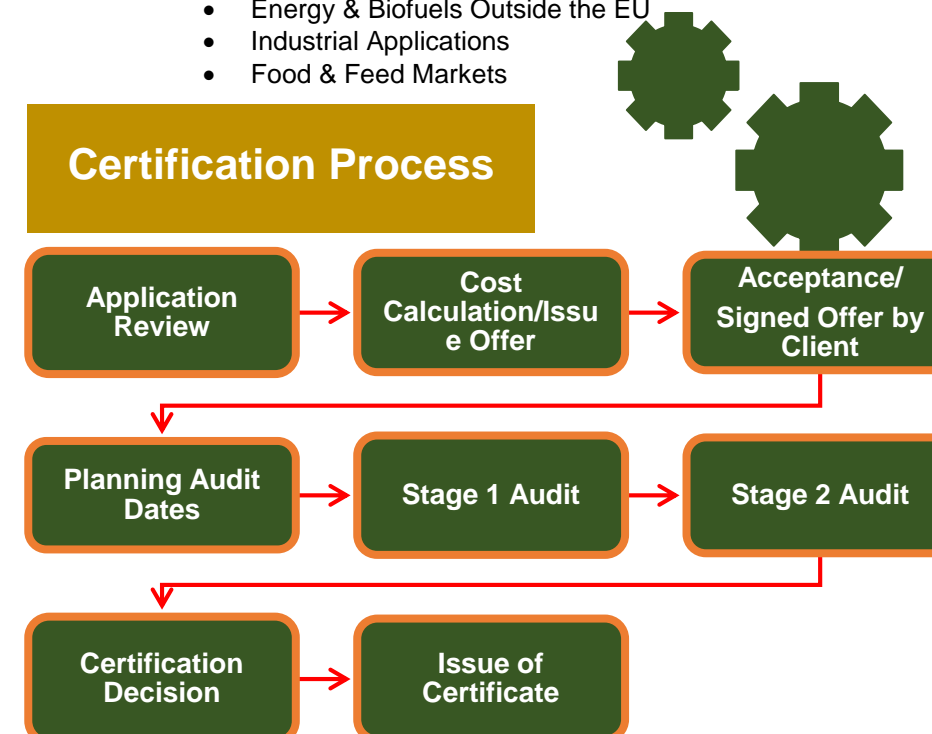 • Energy & Biofuels Outside the EU
• Industrial Applications
• Food & Feed Markets
Certification Process
Application
Review
Cost
Calculation/Issu
e Offer
Acceptance/
Signed Offer by
Client
Planning Audit
Dates
Stage 1 Audit
Stage 2 Audit
Certification
Decision
Issue of
Certificate